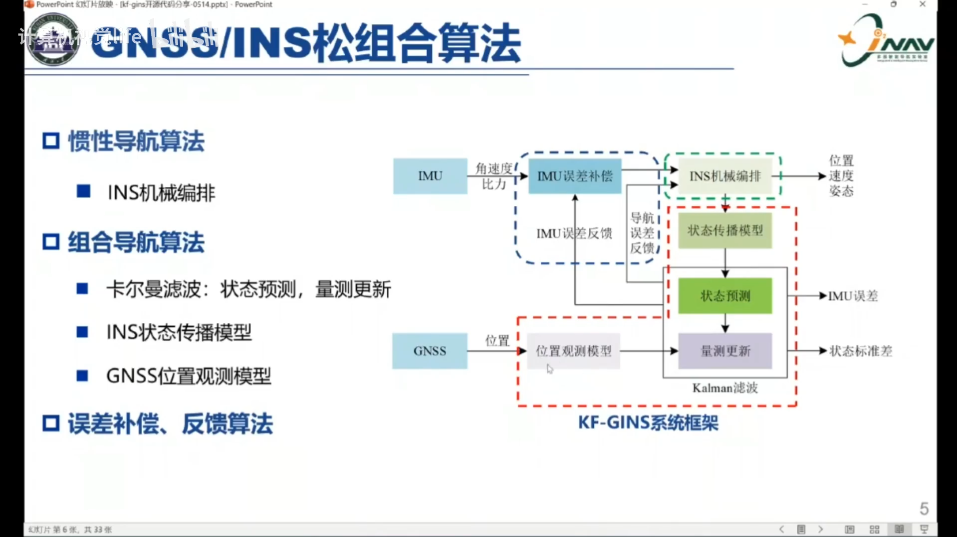 PowerPoint 幻灯片放映 - [kf-gins开源代码分享-0514.pptx] - PowerPoint
计算机视觉life
GNSS/INS松组合算法
i NAV
惯性导航算法
INS机械编排
组合导航算法
卡尔曼滤波：状态预测，量测更新
INS状态传播模型
GNSS位置观测模型
误差补偿、反馈算法
IMU
角速度
比力
IMU误差补偿
INS机械编排
位置
速度
姿态
IMU误差反馈
导航
误差
反馈
状态传播模型
状态预测
IMU误差
GNSS
位置
位置观测模型
量测更新
状态标准差
Kalman滤波
KF-GINS系统框架
5
幻灯片 第 6 张，共 33 张